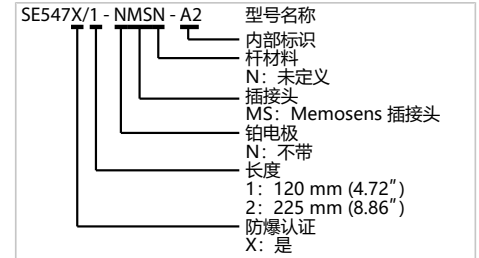 SE547X/1 - NMSN - A2 型号名称
内部标识
杆材料
N：未定义
插接头
MS：Memosens 插接头
铂电极
N：不带
长度
1：120 mm (4.72″)
2：225 mm (8.86″)
防爆认证
X：是